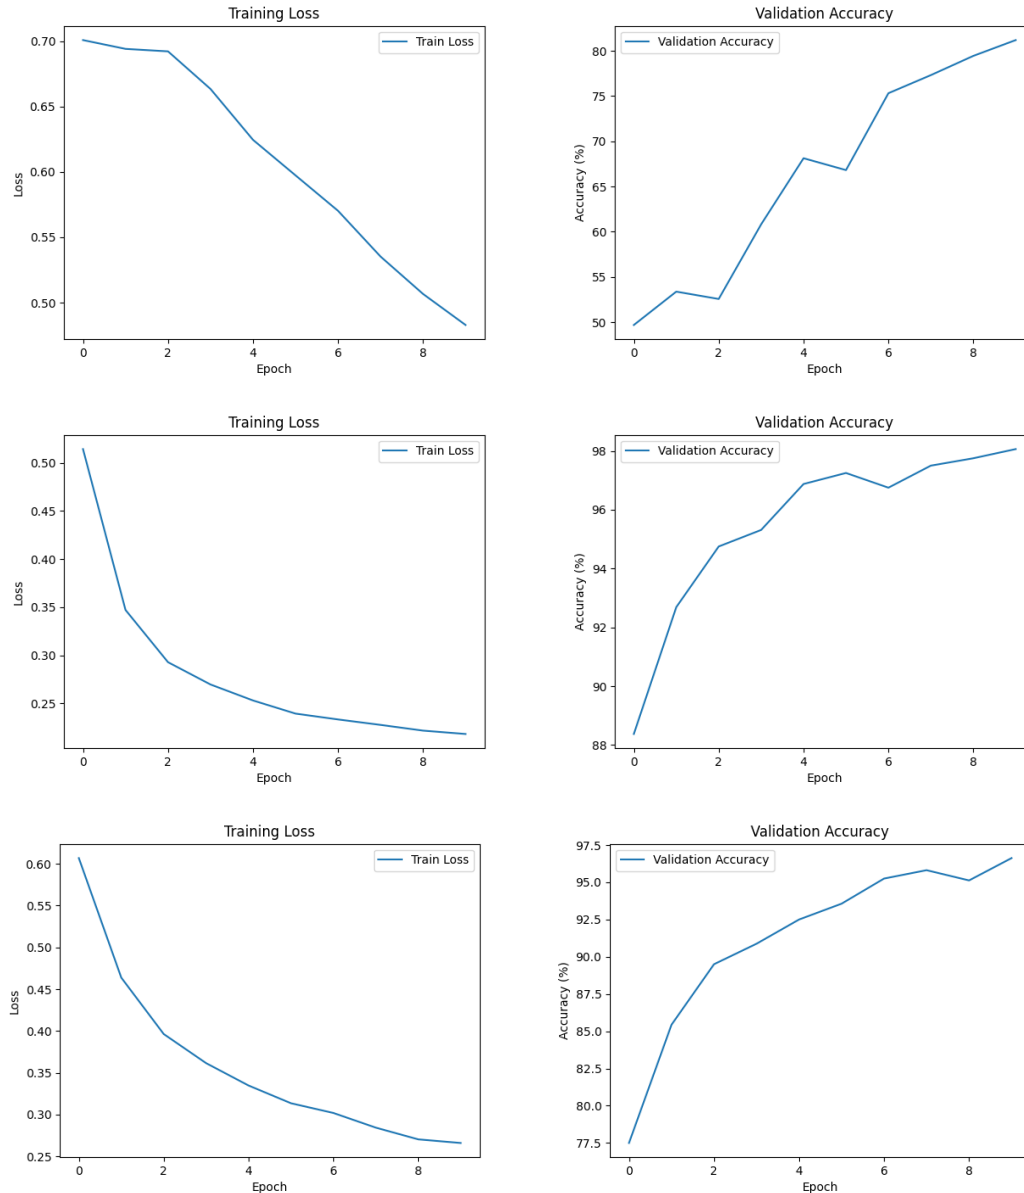 Training Loss
Train Loss
0.70
0.65
0.60
0.55
0.50
Loss
0 2 4 6 8
Epoch
Validation Accuracy
Validation Accuracy
80
75
70
65
60
55
50
Accuracy (%)
0 2 4 6 8
Epoch
Training Loss
Train Loss
0.50
0.45
0.40
0.35
0.30
0.25
Loss
0 2 4 6 8
Epoch
Validation Accuracy
Validation Accuracy
98
96
94
92
90
88
Accuracy (%)
0 2 4 6 8
Epoch
Training Loss
Train Loss
0.60
0.55
0.50
0.45
0.40
0.35
0.30
0.25
Loss
0 2 4 6 8
Epoch
Validation Accuracy
Validation Accuracy
97.5
95.0
92.5
90.0
87.5
85.0
82.5
80.0
77.5
Accuracy (%)
0 2 4 6 8
Epoch